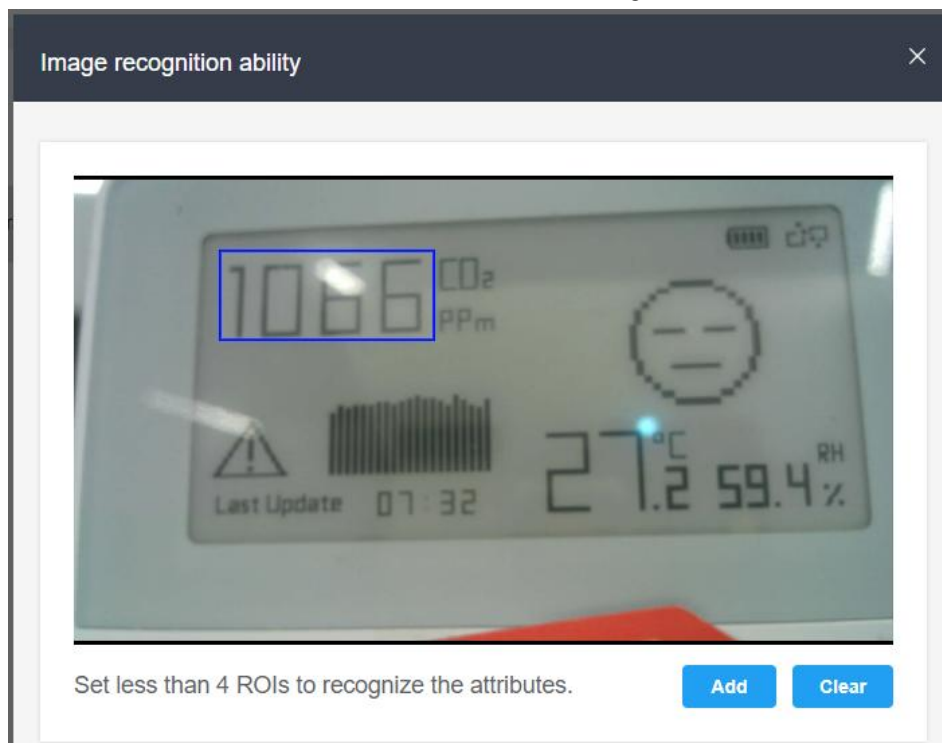 Image recognition ability
1066 CO2
PPm
27.2 °C 59.4 RH %
Last Update 07:32
Set less than 4 ROIs to recognize the attributes.
Add Clear